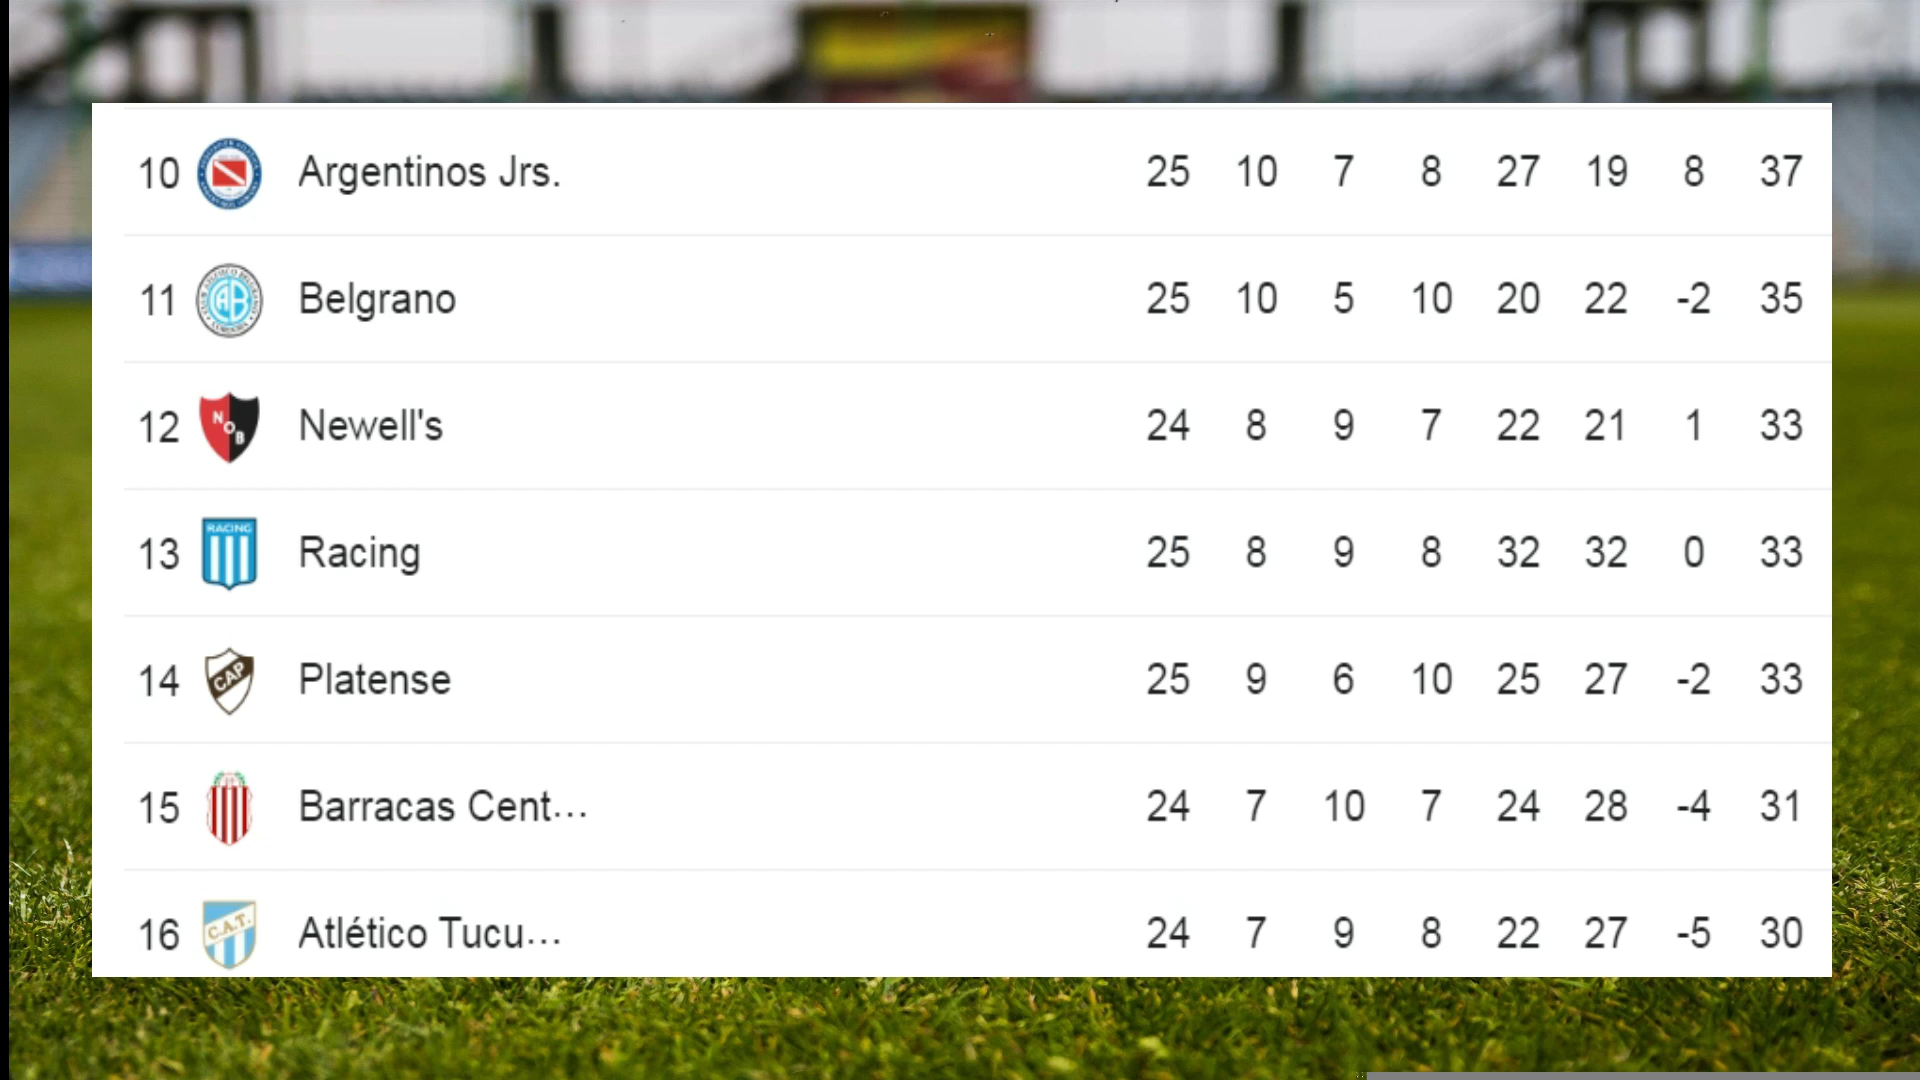 10 Argentinos Jrs. 25 10 7 8 27 19 8 37
11 Belgrano 25 10 5 10 20 22 -2 35
12 NOB Newell's 24 8 9 7 22 21 1 33
13 RACING Racing 25 8 9 8 32 32 0 33
14 CAP Platense 25 9 6 10 25 27 -2 33
15 Barracas Cent... 24 7 10 7 24 28 -4 31
16 C.A.T. Atlético Tucu... 24 7 9 8 22 27 -5 30